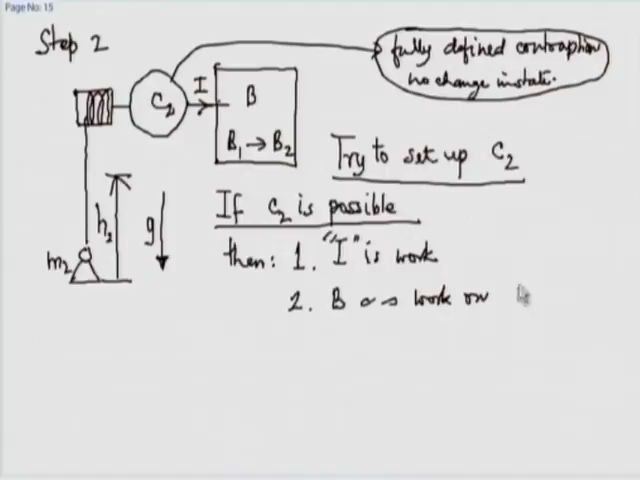 Page No: 15
Step 2
fully defined contraption
no change in state.
C2
I
B
B1 → B2
Try to set up C2
h2
g
m2
If C2 is possible
then: 1. "I" is work
2. B work on